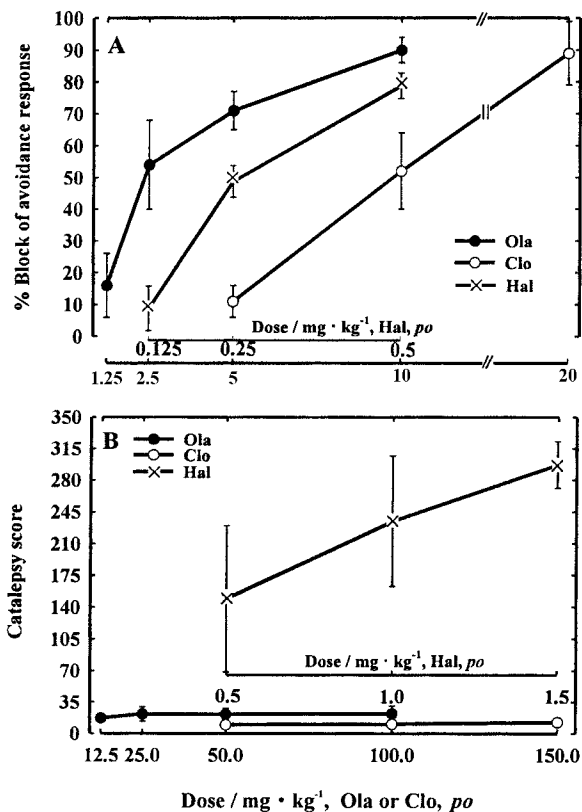 A
% Block of avoidance response
100
90
80
70
60
50
40
30
20
10
0
Ola
Clo
Hal
Dose / mg · kg⁻¹, Hal, po
0.125 0.25 0.5
1.25 2.5 5 10 20
B
Catalepsy score
350
315
280
245
210
175
140
105
70
35
0
Ola
Clo
Hal
Dose / mg · kg⁻¹, Hal, po
0.5 1.0 1.5
12.5 25.0 50.0 100.0 150.0
Dose / mg · kg⁻¹, Ola or Clo, po